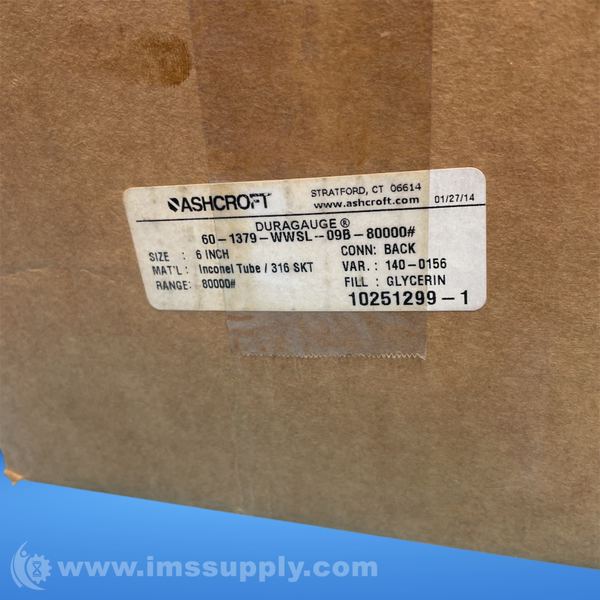 ASHCROFT
STRATFORD, CT 06614
www.ashcroft.com
01/27/14
DURAGAUGE®
60-1379-WWSL--09B-80000#
SIZE : 6 INCH
CONN: BACK
MAT'L: Inconel Tube / 316 SKT
VAR. : 140-0156
RANGE: 80000#
FILL : GLYCERIN
10251299-1
www.imssupply.com